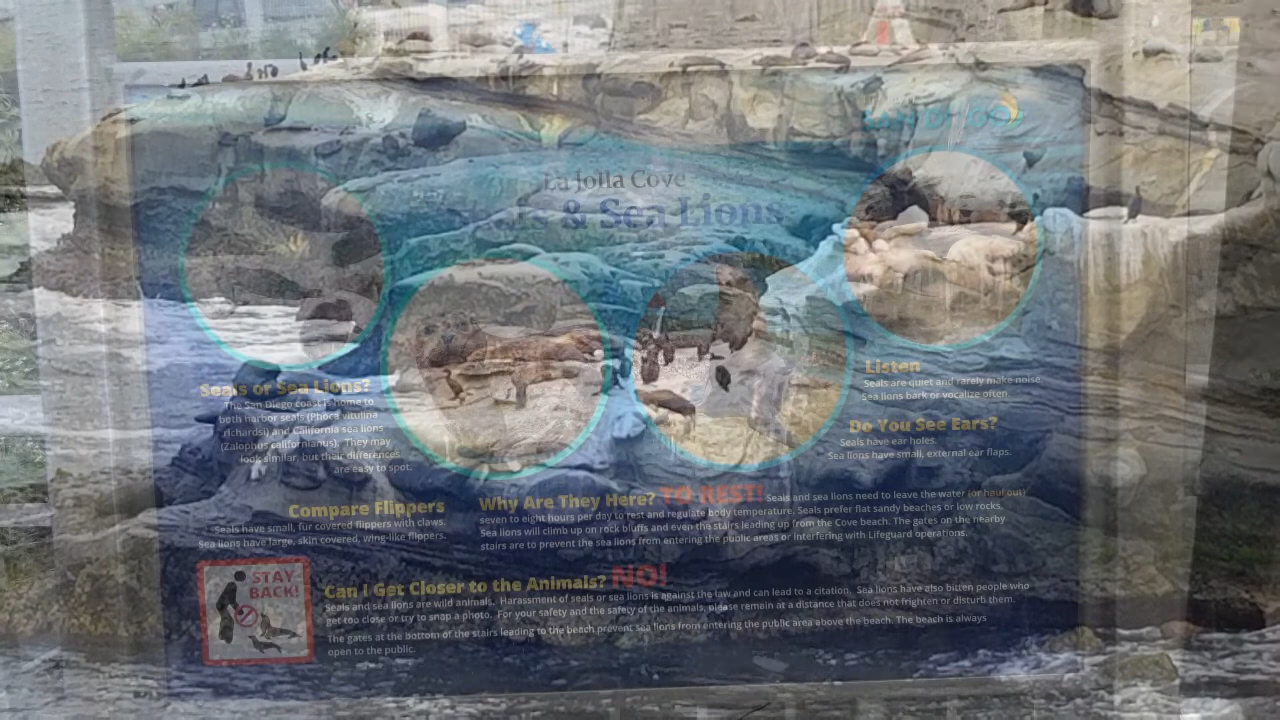 SAN DIEGO
La Jolla Cove
Seals & Sea Lions
Seals or Sea Lions?
The San Diego coast is home to
both harbor seals (Phoca vitulina
richardsi) and California sea lions
(Zalophus californianus). They may
look similar, but their differences
are easy to spot.
Compare Flippers
Seals have small, fur covered flippers with claws.
Sea lions have large, skin covered, wing-like flippers.
Listen
Seals are quiet and rarely make noise
Sea lions bark or vocalize often.
Do You See Ears?
Seals have ear holes.
Sea lions have small, external ear flaps.
Why Are They Here? TO REST! Seals and sea lions need to leave the water (or haul out)
seven to eight hours per day to rest and regulate body temperature. Seals prefer flat sandy beaches or low rocks.
Sea lions will climb up on rock bluffs and even the stairs leading up from the Cove beach. The gates on the nearby
stairs are to prevent the sea lions from entering the public areas or interfering with Lifeguard operations.
STAY
BACK!
Can I Get Closer to the Animals? NO!
Seals and sea lions are wild animals. Harassment of seals or sea lions is against the law and can lead to a citation. Sea lions have also bitten people who
get too close or try to snap a photo. For your safety and the safety of the animals, please remain at a distance that does not frighten or disturb them.
The gates at the bottom of the stairs leading to the beach prevent sea lions from entering the public area above the beach. The beach is always
open to the public.